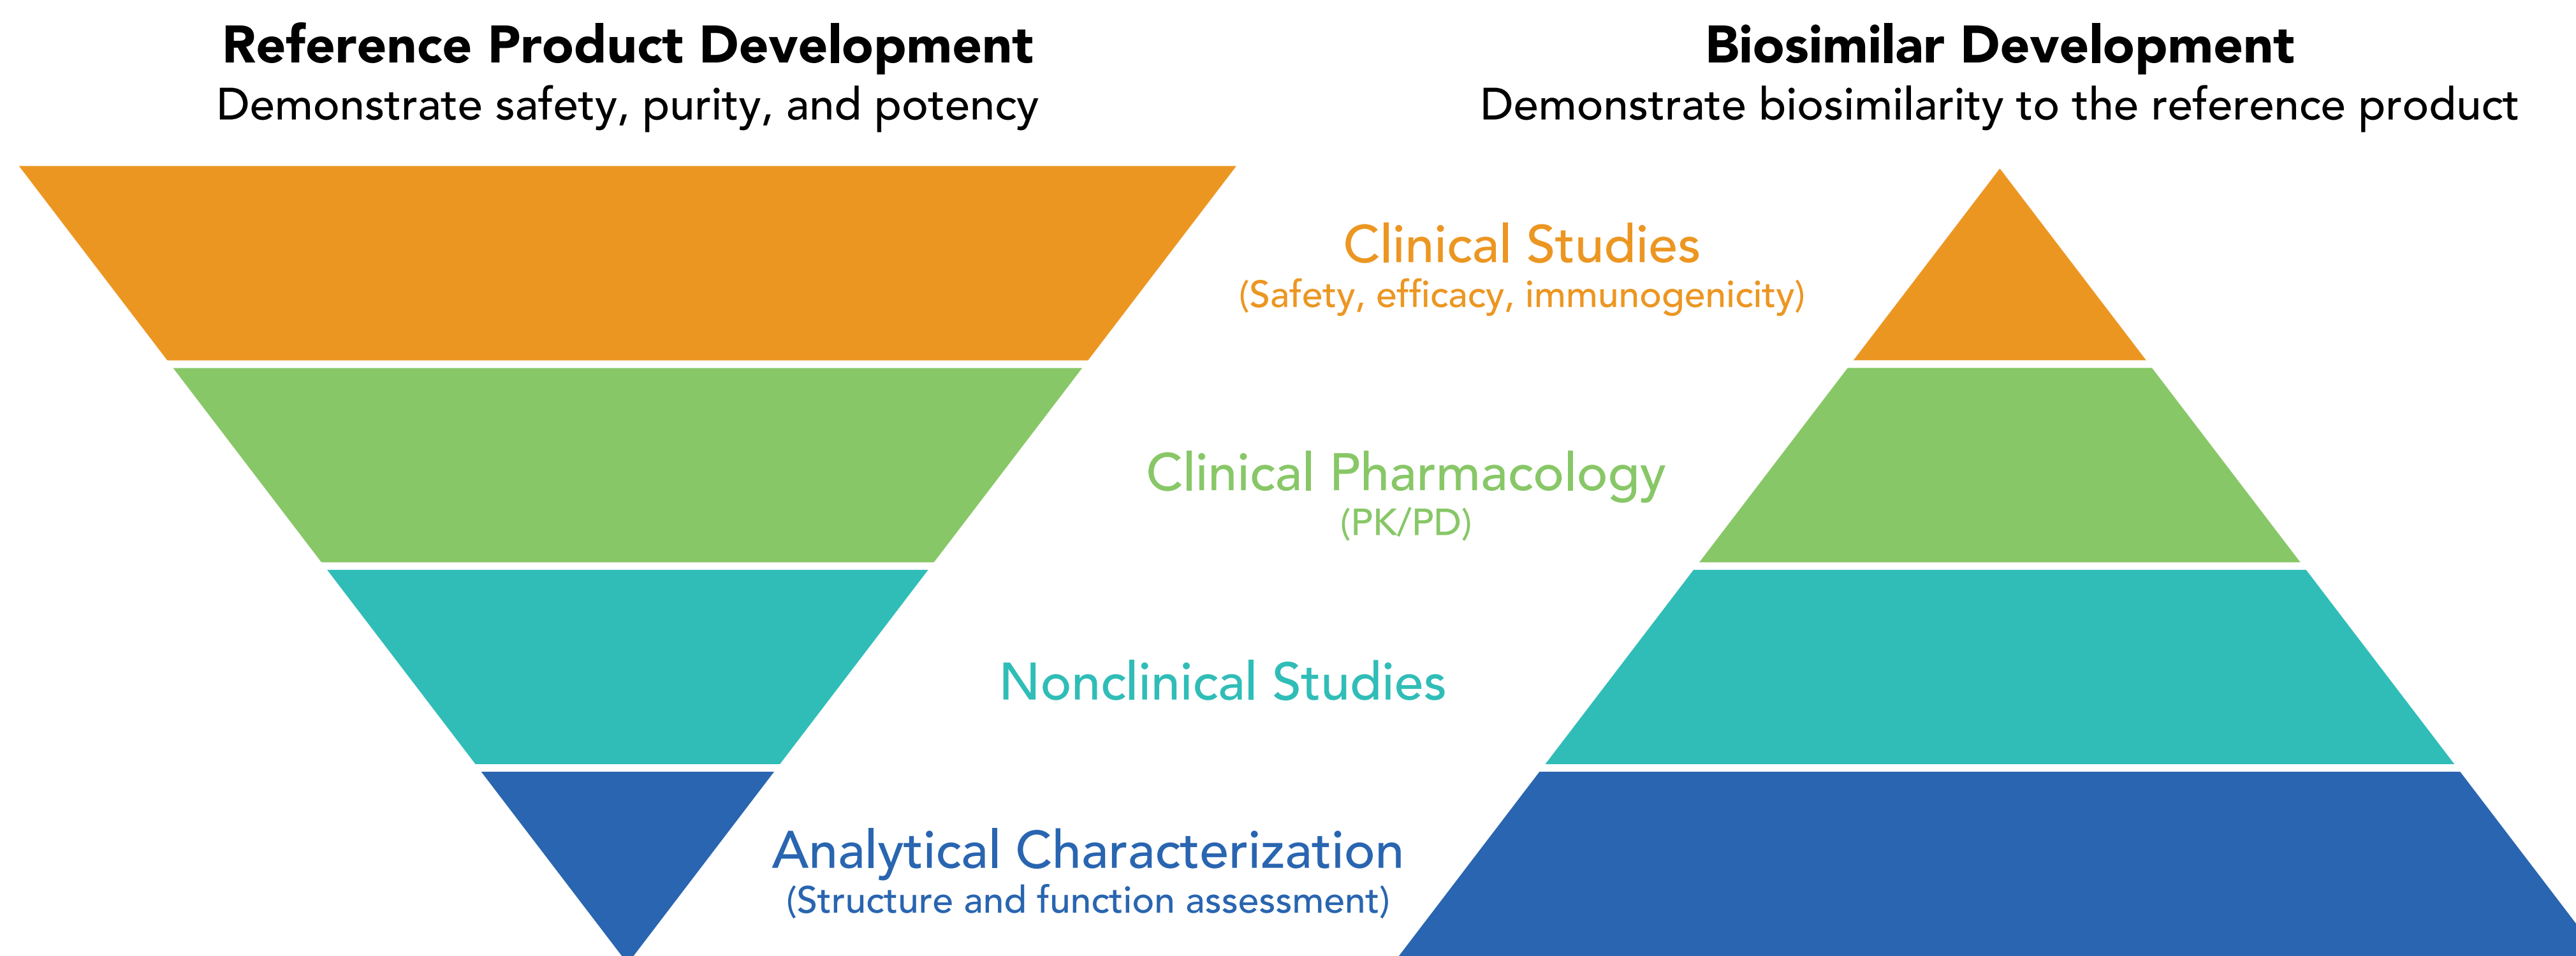 Reference Product Development
Demonstrate safety, purity, and potency
Biosimilar Development
Demonstrate biosimilarity to the reference product
Clinical Studies
(Safety, efficacy, immunogenicity)
Clinical Pharmacology
(PK/PD)
Nonclinical Studies
Analytical Characterization
(Structure and function assessment)